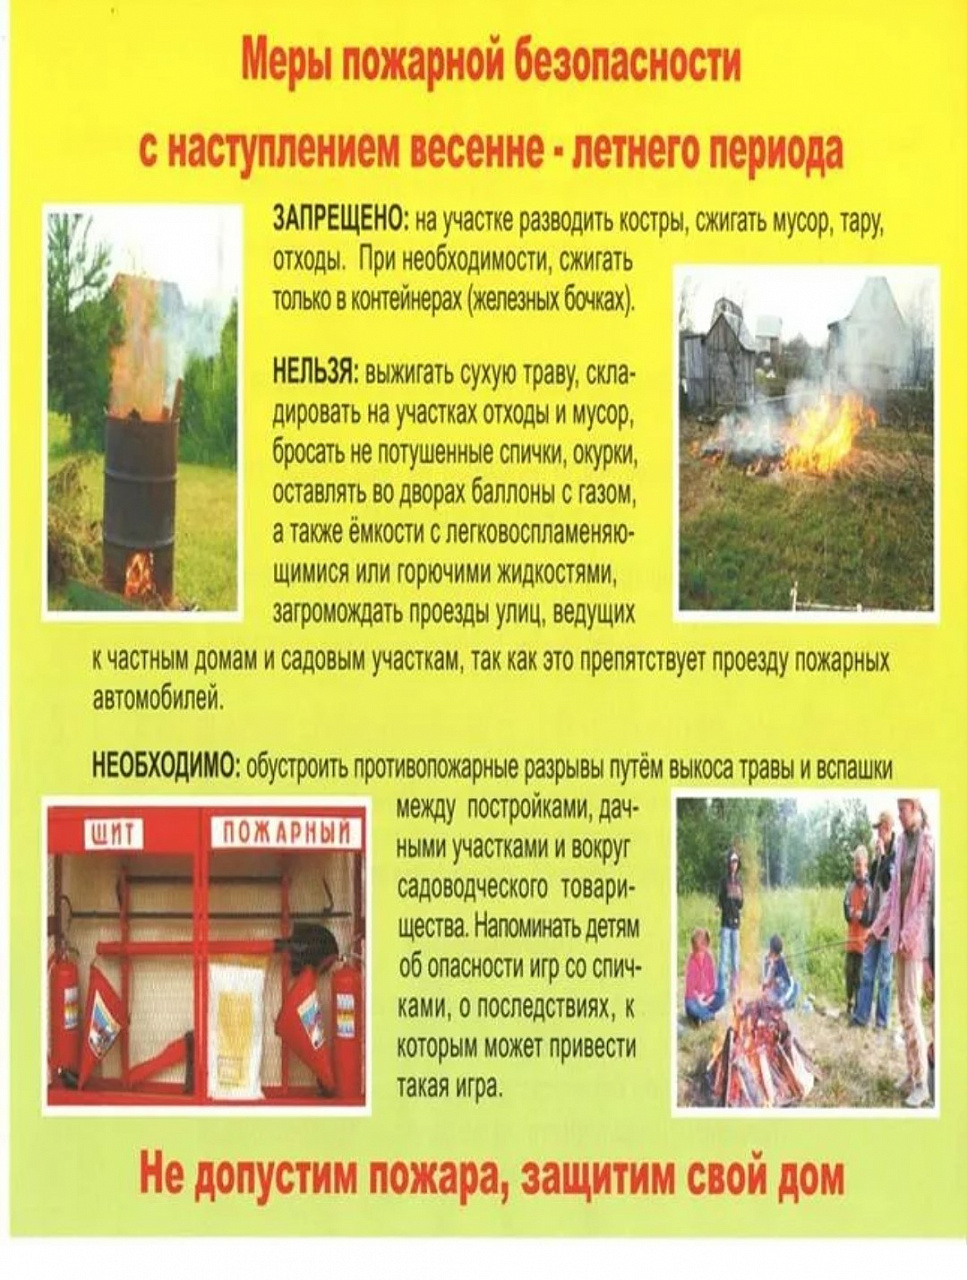 Меры пожарной безопасности
с наступлением весенне - летнего периода
ЗАПРЕЩЕНО: на участке разводить костры, сжигать мусор, тару,
отходы. При необходимости, сжигать
только в контейнерах (железных бочках).
НЕЛЬЗЯ: выжигать сухую траву, скла-
дировать на участках отходы и мусор,
бросать не потушенные спички, окурки,
оставлять во дворах баллоны с газом,
а также ёмкости с легковоспламеняю-
щимися или горючими жидкостями,
загромождать проезды улиц, ведущих
к частным домам и садовым участкам, так как это препятствует проезду пожарных
автомобилей.
НЕОБХОДИМО: обустроить противопожарные разрывы путём выкоса травы и вспашки
между постройками, дач-
ными участками и вокруг
садоводческого товари-
щества. Напоминать детям
об опасности игр со спич-
ками, о последствиях, к
которым может привести
такая игра.
ЩИТ ПОЖАРНЫЙ
Не допустим пожара, защитим свой дом